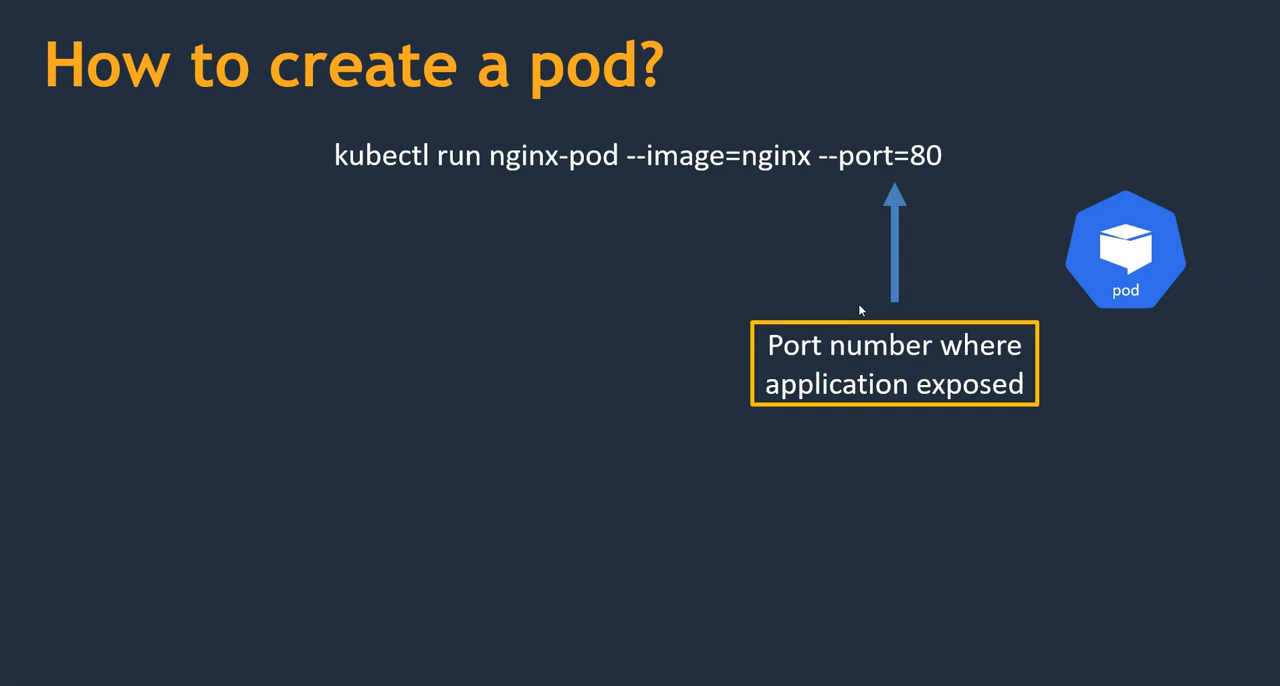 How to create a pod?
kubectl run nginx-pod --image=nginx --port=80
pod
Port number where
application exposed